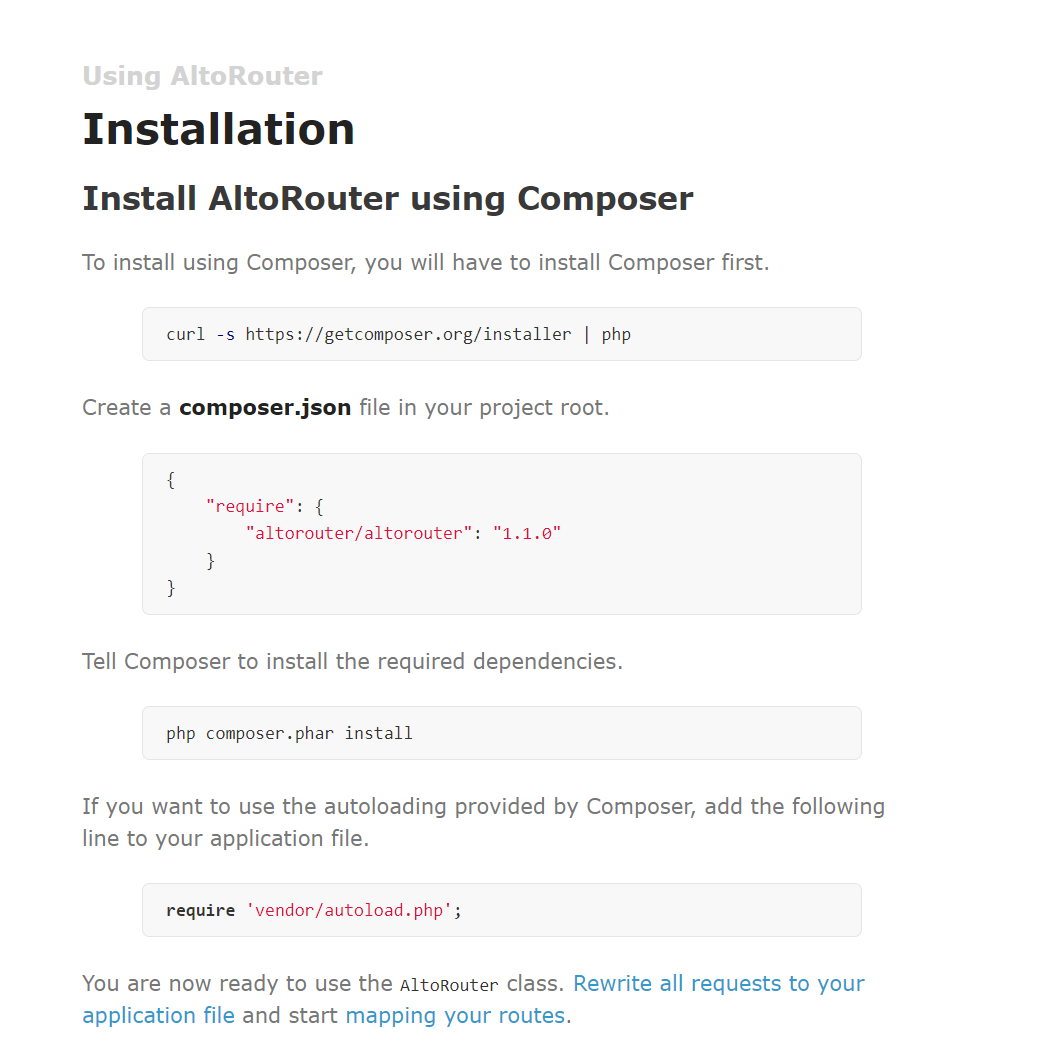 Using AltoRouter
Installation
Install AltoRouter using Composer
To install using Composer, you will have to install Composer first.
curl -s https://getcomposer.org/installer | php
Create a composer.json file in your project root.
{
    "require": {
        "altorouter/altorouter": "1.1.0"
    }
}
Tell Composer to install the required dependencies.
php composer.phar install
If you want to use the autoloading provided by Composer, add the following
line to your application file.
require 'vendor/autoload.php';
You are now ready to use the AltoRouter class. Rewrite all requests to your
application file and start mapping your routes.